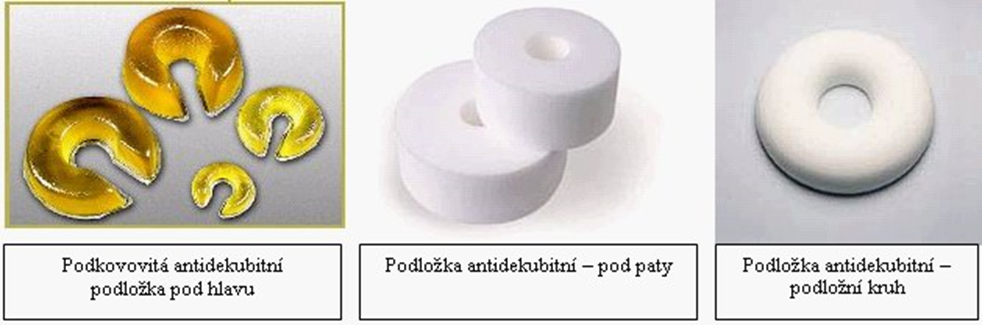 Podkovovitá antidekubitní
podložka pod hlavu
Podložka antidekubitní – pod paty
Podložka antidekubitní –
podložní kruh